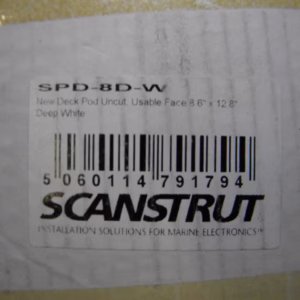 SPD-8D-W
New Deck Pod Uncut. Usable Face 8.6" x 12.8"
Deep White
5 060114 791794
SCANSTRUT
INSTALLATION SOLUTIONS FOR MARINE ELECTRONICS™